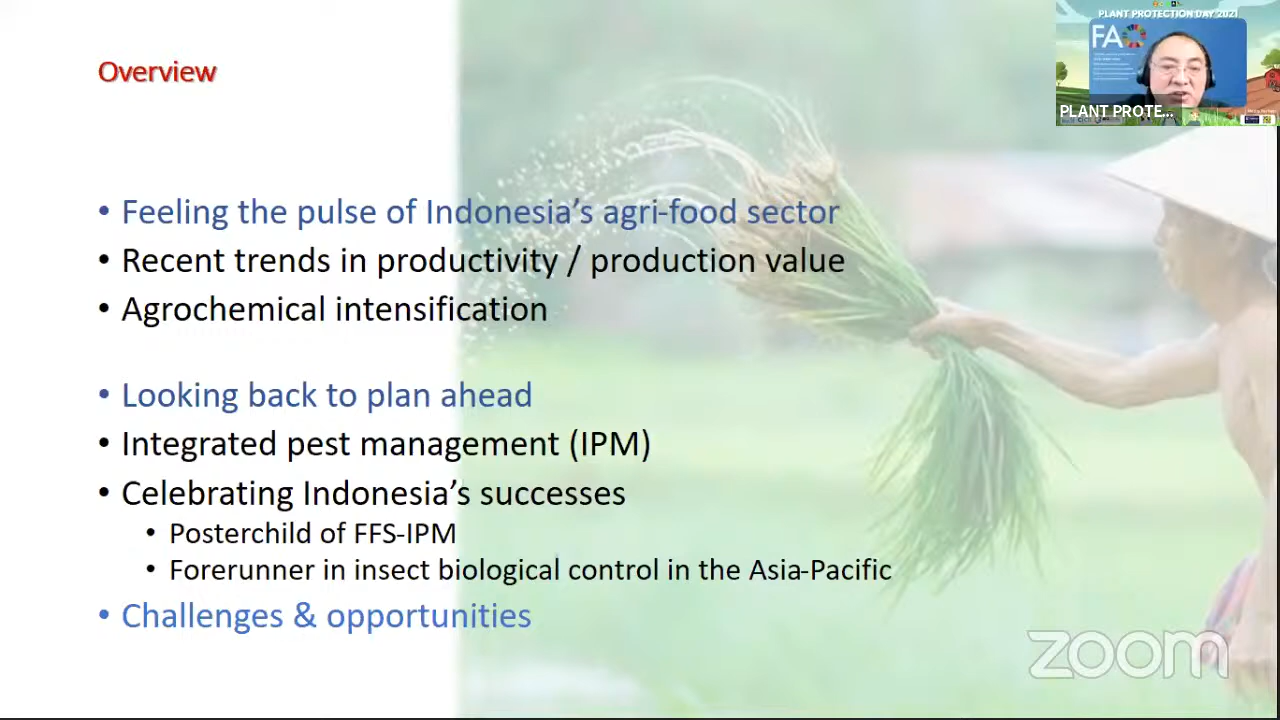 PLANT PROTECTION DAY 2021
FAO
PLANT PROTE...
Overview
• Feeling the pulse of Indonesia's agri-food sector
• Recent trends in productivity / production value
• Agrochemical intensification
• Looking back to plan ahead
• Integrated pest management (IPM)
• Celebrating Indonesia's successes
• Posterchild of FFS-IPM
• Forerunner in insect biological control in the Asia-Pacific
• Challenges & opportunities
zoom